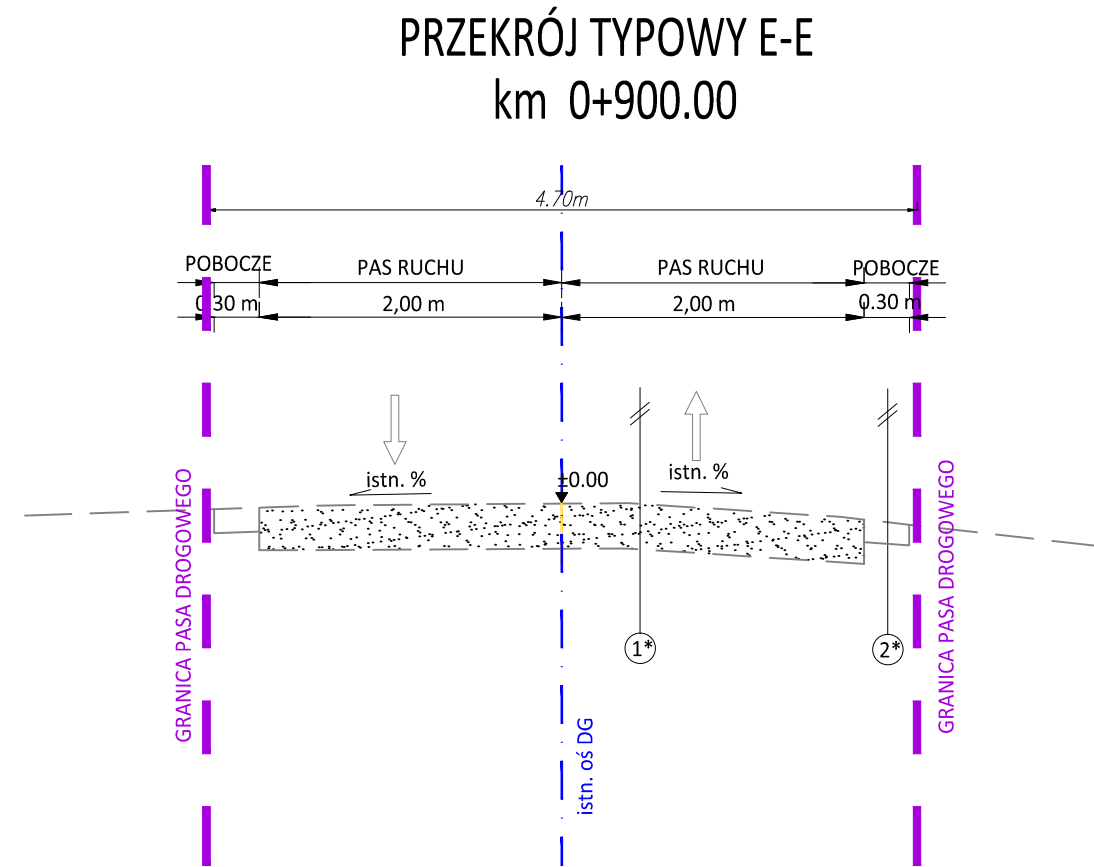 PRZEKRÓJ TYPOWY E-E
km 0+900.00
4.70m
POBOCZE PAS RUCHU PAS RUCHU POBOCZE
0.30 m 2,00 m 2,00 m 0.30 m
istn. % istn. %
±0.00
GRANICA PASA DROGOWEGO
GRANICA PASA DROGOWEGO
1* 2*
istn. oś DG